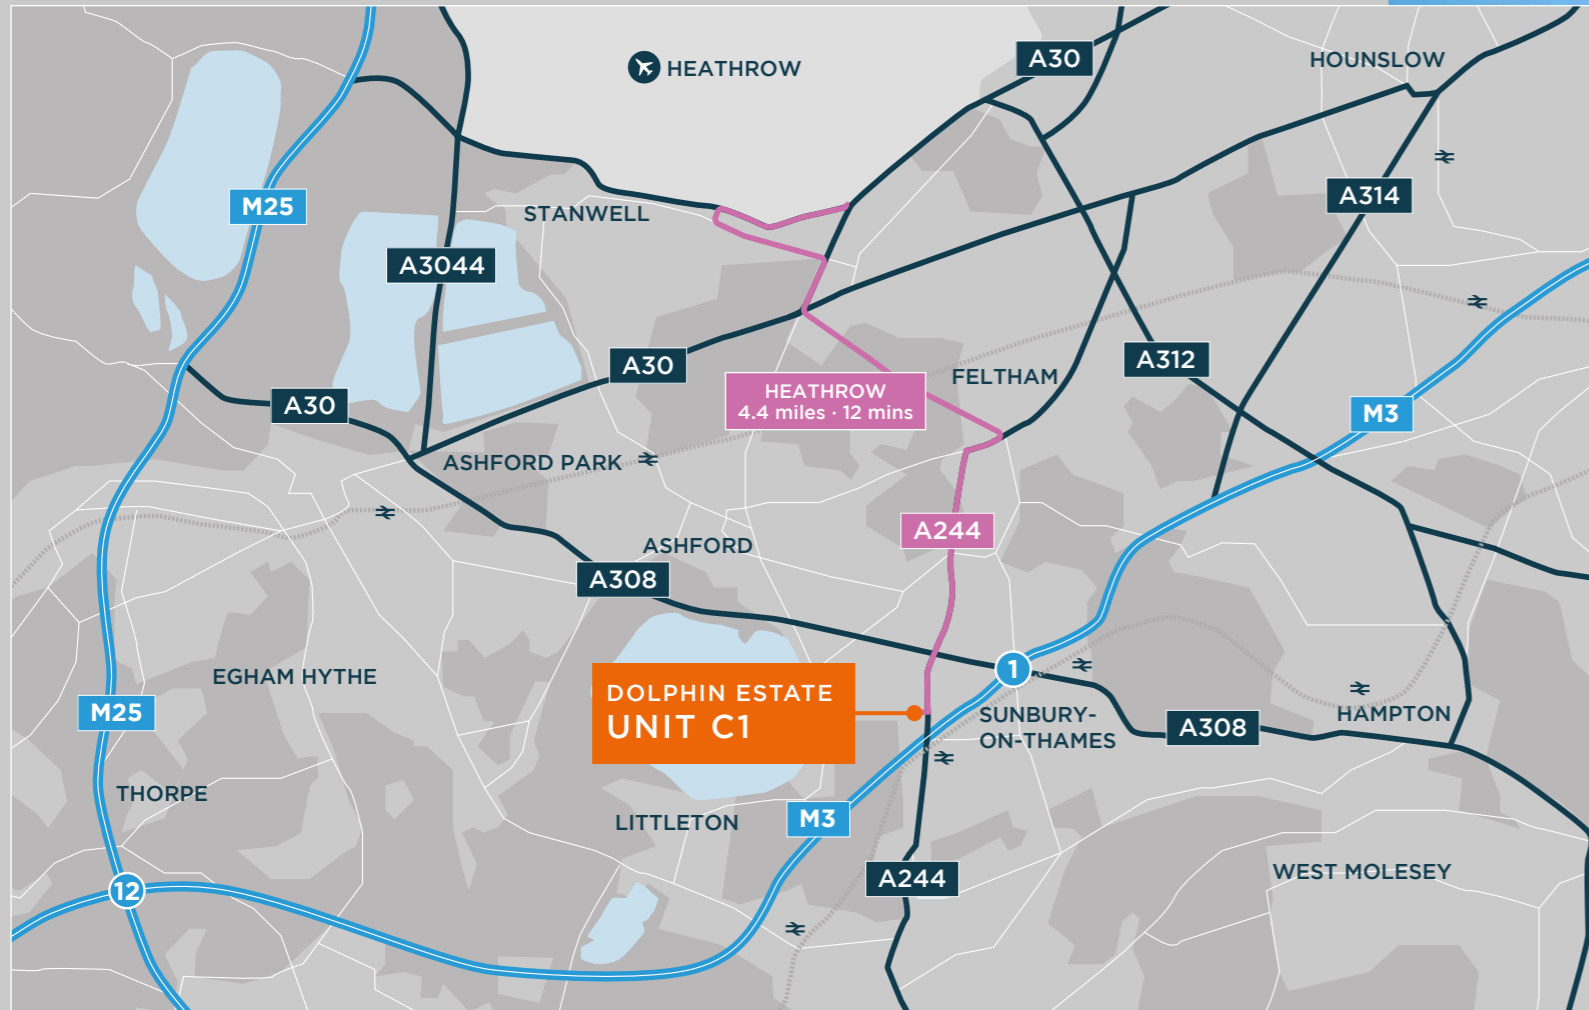 HEATHROW
A30
HOUNSLOW
M25
STANWELL
A314
A3044
A30
A30
HEATHROW
4.4 miles · 12 mins
FELTHAM
A312
M3
ASHFORD PARK
A244
ASHFORD
A308
EGHAM HYTHE
M25
DOLPHIN ESTATE
UNIT C1
1
SUNBURY-
ON-THAMES
A308
HAMPTON
THORPE
LITTLETON
M3
A244
WEST MOLESEY
12